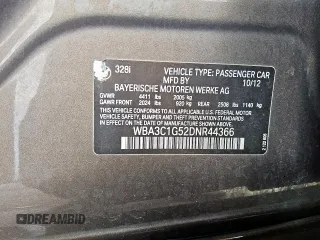 328i VEHICLE TYPE: PASSENGER CAR
MFD BY 10/12
BAYERISCHE MOTOREN WERKE AG
GVWR 4411 lbs 2005 kg
GAWR FRONT 2024 lbs 920 kg REAR 2508 lbs 1140 kg
THIS VEHICLE CONFORMS TO ALL APPLICABLE
FEDERAL MOTOR VEHICLE SAFETY, BUMPER,
AND THEFT PREVENTION STANDARDS IN EFFECT
ON THE DATE OF MANUFACTURE SHOWN ABOVE.
WBA3C1G52DNR44366
DREAMBID